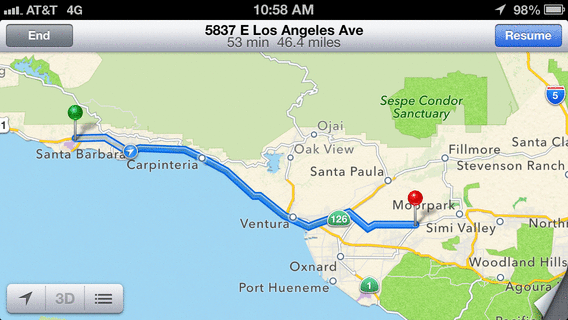 AT&T 4G 10:58 AM 98%
End
5837 E Los Angeles Ave
53 min 46.4 miles
Resume
5
Sespe Condor
Sanctuary
1
Ojai
Santa Barbara
Oak View
Fillmore
Santa Cla
Carpinteria
Santa Paula
Stevenson Ranch
Moorpark
Ventura
126
Simi Valley
Newha
Oxnard
Woodland Hills
Port Hueneme
1
Agoura H
3D